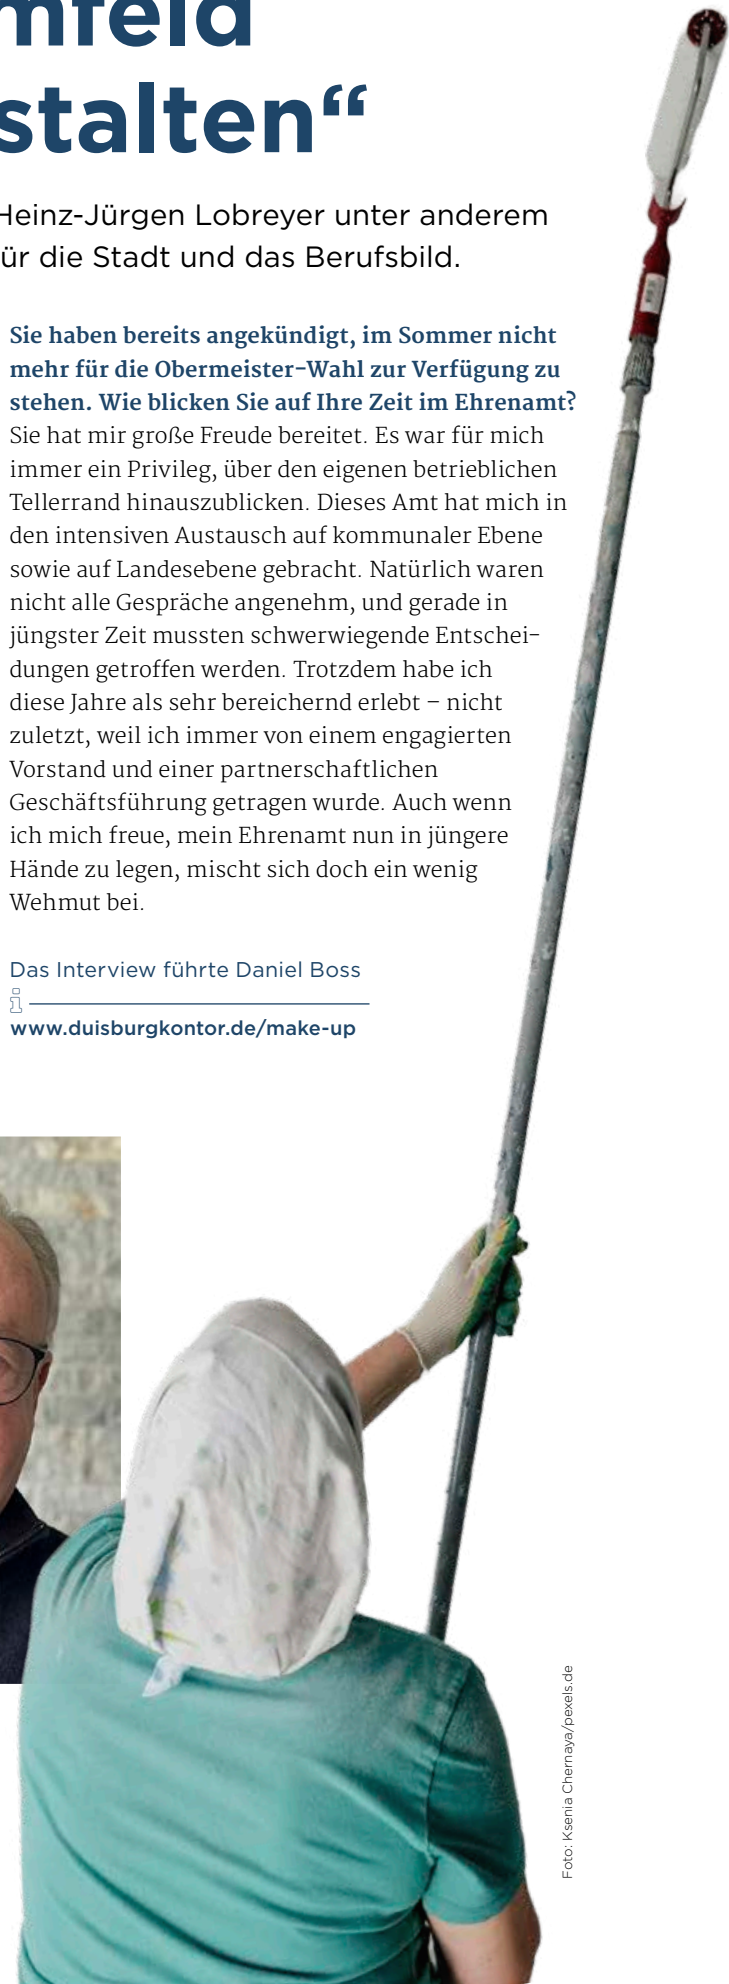 mfeld
stalten“
Heinz-Jürgen Lobreyer unter anderem
ür die Stadt und das Berufsbild.
Sie haben bereits angekündigt, im Sommer nicht
mehr für die Obermeister-Wahl zur Verfügung zu
stehen. Wie blicken Sie auf Ihre Zeit im Ehrenamt?
Sie hat mir große Freude bereitet. Es war für mich
immer ein Privileg, über den eigenen betrieblichen
Tellerrand hinauszublicken. Dieses Amt hat mich in
den intensiven Austausch auf kommunaler Ebene
sowie auf Landesebene gebracht. Natürlich waren
nicht alle Gespräche angenehm, und gerade in
jüngster Zeit mussten schwerwiegende Entschei-
dungen getroffen werden. Trotzdem habe ich
diese Jahre als sehr bereichernd erlebt – nicht
zuletzt, weil ich immer von einem engagierten
Vorstand und einer partnerschaftlichen
Geschäftsführung getragen wurde. Auch wenn
ich mich freue, mein Ehrenamt nun in jüngere
Hände zu legen, mischt sich doch ein wenig
Wehmut bei.
Das Interview führte Daniel Boss
i
www.duisburgkontor.de/make-up
Foto: Ksenia Chernaya/pexels.de